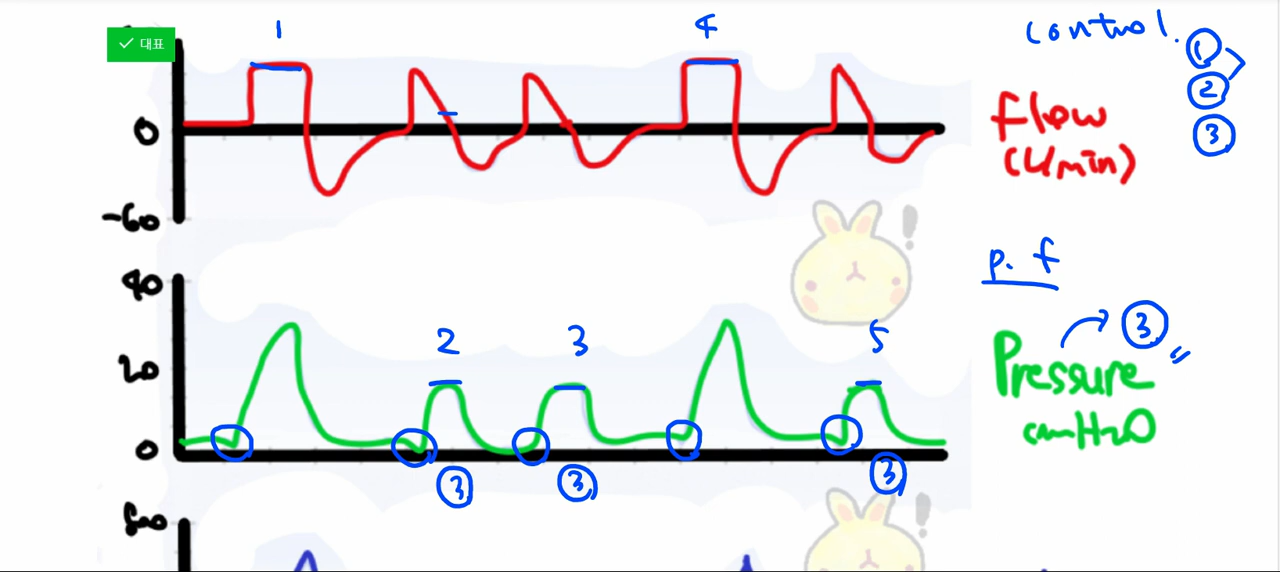 대표
1
4
control.
①
②
③
0
-60
flow
(L/min)
!
p. f
③
40
20
0
2
3
5
Pressure
cmH2O
③
③
③
!